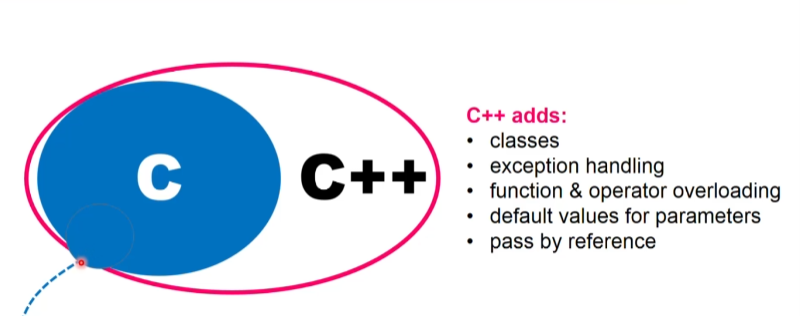 C
C++
C++ adds:
• classes
• exception handling
• function & operator overloading
• default values for parameters
• pass by reference